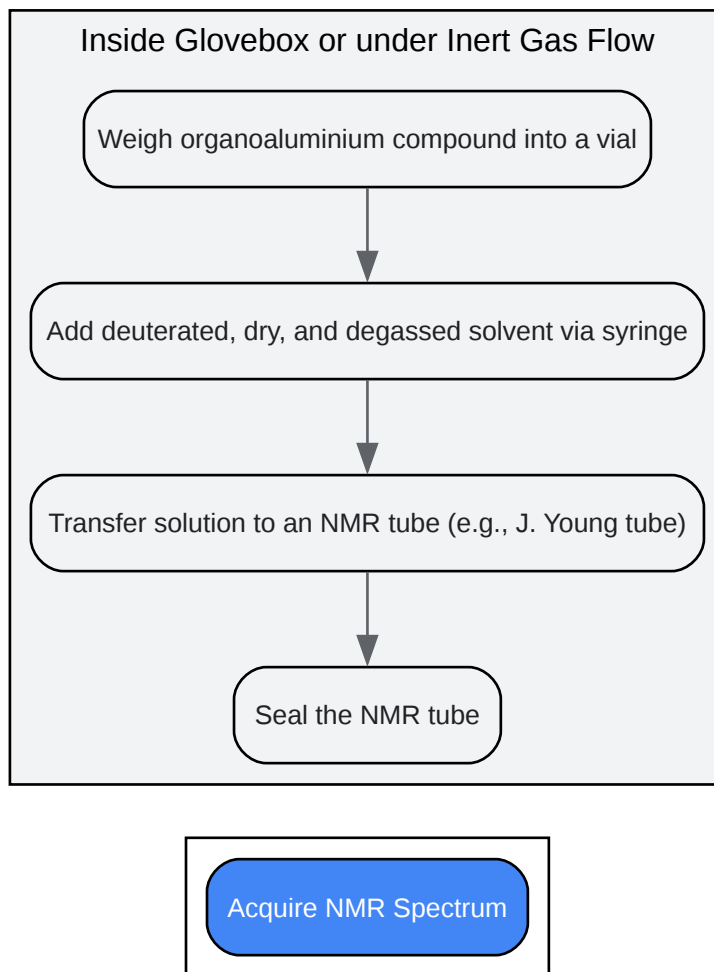 Inside Glovebox or under Inert Gas Flow
Weigh organoaluminium compound into a vial
Add deuterated, dry, and degassed solvent via syringe
Transfer solution to an NMR tube (e.g., J. Young tube)
Seal the NMR tube
Acquire NMR Spectrum